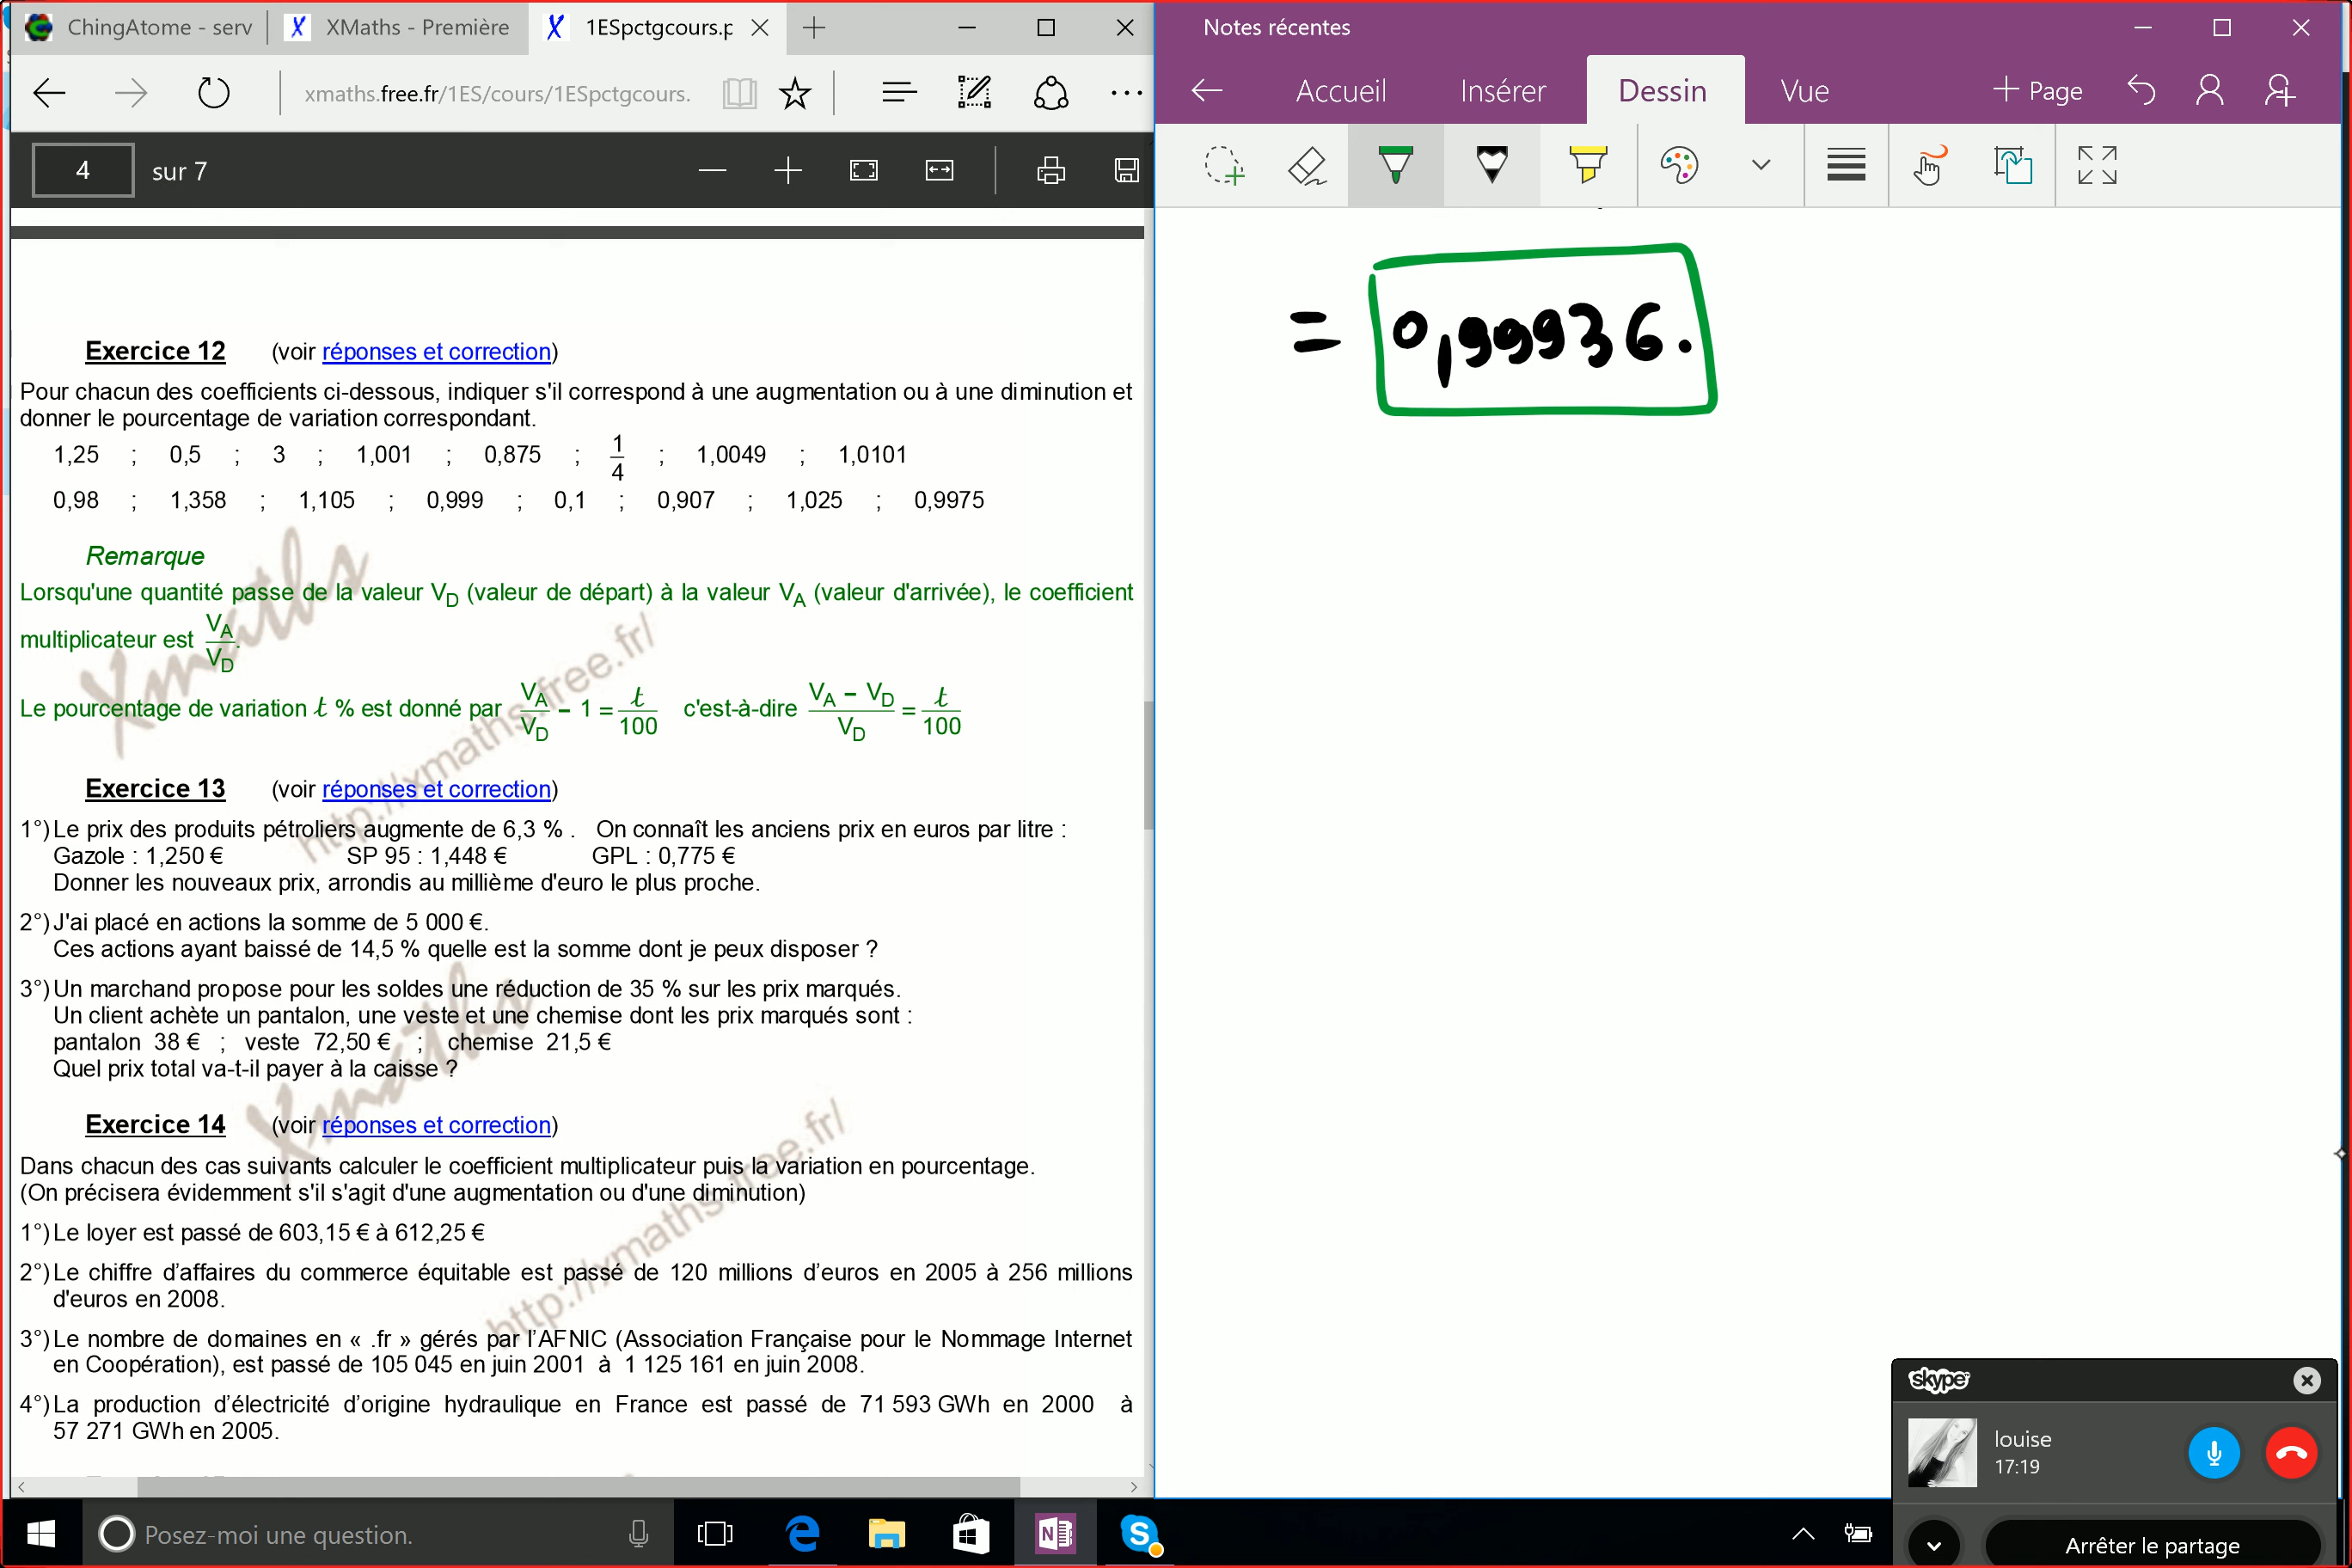 ChingAtome - serv
XMaths - Première
1ESpctgcours.p
xmaths.free.fr/1ES/cours/1ESpctgcours.
4 sur 7
Exercice 12 (voir réponses et correction)
Pour chacun des coefficients ci-dessous, indiquer s'il correspond à une augmentation ou à une diminution et
donner le pourcentage de variation correspondant.
1,25 ; 0,5 ; 3 ; 1,001 ; 0,875 ; 1/4 ; 1,0049 ; 1,0101
0,98 ; 1,358 ; 1,105 ; 0,999 ; 0,1 ; 0,907 ; 1,025 ; 0,9975
Remarque
Lorsqu'une quantité passe de la valeur VD (valeur de départ) à la valeur VA (valeur d'arrivée), le coefficient
multiplicateur est VA/VD.
Le pourcentage de variation t % est donné par VA/VD − 1 = t/100 c'est-à-dire (VA − VD)/VD = t/100
Exercice 13 (voir réponses et correction)
1°) Le prix des produits pétroliers augmente de 6,3 % . On connaît les anciens prix en euros par litre :
Gazole : 1,250 € SP 95 : 1,448 € GPL : 0,775 €
Donner les nouveaux prix, arrondis au millième d'euro le plus proche.
2°) J'ai placé en actions la somme de 5 000 €.
Ces actions ayant baissé de 14,5 % quelle est la somme dont je peux disposer ?
3°) Un marchand propose pour les soldes une réduction de 35 % sur les prix marqués.
Un client achète un pantalon, une veste et une chemise dont les prix marqués sont :
pantalon 38 € ; veste 72,50 € ; chemise 21,5 €
Quel prix total va-t-il payer à la caisse ?
Exercice 14 (voir réponses et correction)
Dans chacun des cas suivants calculer le coefficient multiplicateur puis la variation en pourcentage.
(On précisera évidemment s'il s'agit d'une augmentation ou d'une diminution)
1°) Le loyer est passé de 603,15 € à 612,25 €
2°) Le chiffre d'affaires du commerce équitable est passé de 120 millions d'euros en 2005 à 256 millions
d'euros en 2008.
3°) Le nombre de domaines en « .fr » gérés par l'AFNIC (Association Française pour le Nommage Internet
en Coopération), est passé de 105 045 en juin 2001 à 1 125 161 en juin 2008.
4°) La production d'électricité d'origine hydraulique en France est passé de 71 593 GWh en 2000 à
57 271 GWh en 2005.
Xmaths
http://xmaths.free.fr/
Xmaths
http://xmaths.free.fr/
Posez-moi une question.
Notes récentes
Accueil Insérer Dessin Vue + Page
= 0,99936.
skype
louise
17:19
Arrêter le partage